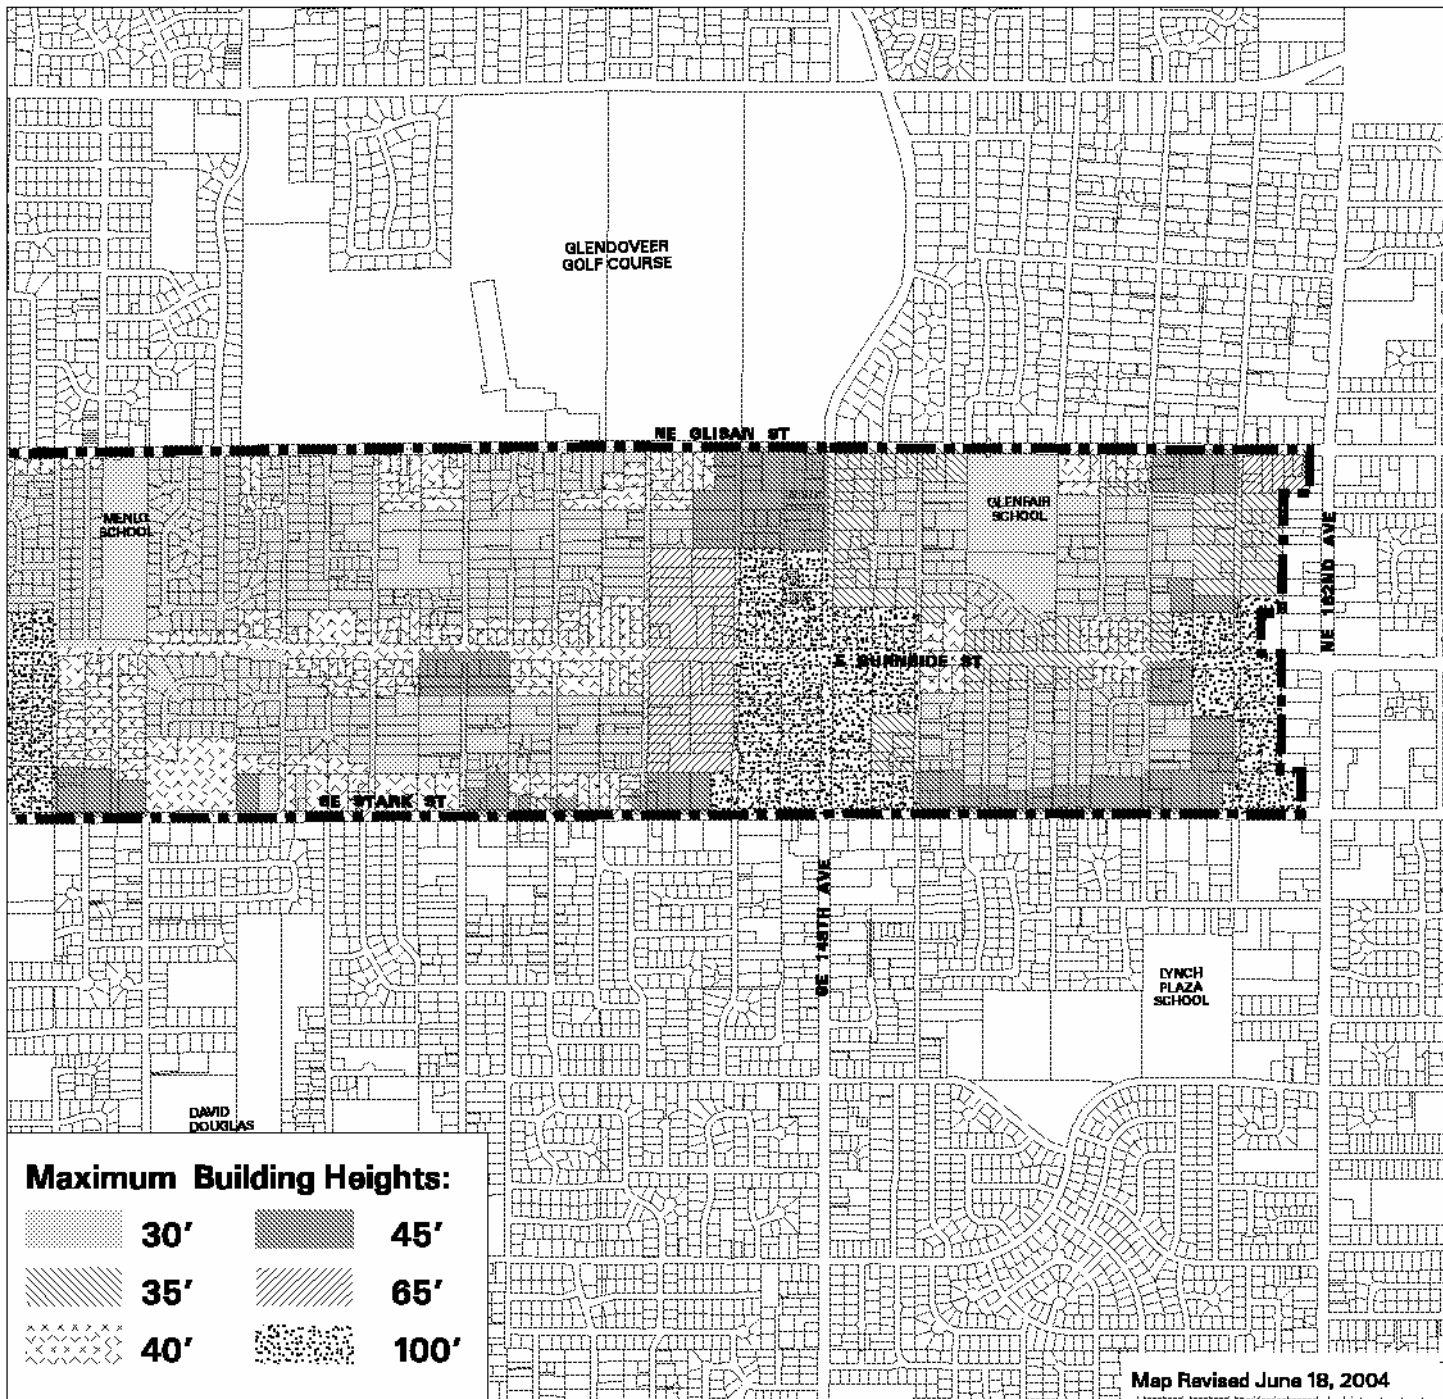 GLENDOVEER
GOLF COURSE
NE GLISAN ST
MENLO
SCHOOL
GLENFAIR
SCHOOL
NE 162ND AVE
E BURNSIDE ST
SE STARK ST
SE 148TH AVE
LYNCH
PLAZA
SCHOOL
DAVID
DOUGLAS
Maximum Building Heights:
30' 45'
35' 65'
40' 100'
Map Revised June 18, 2004